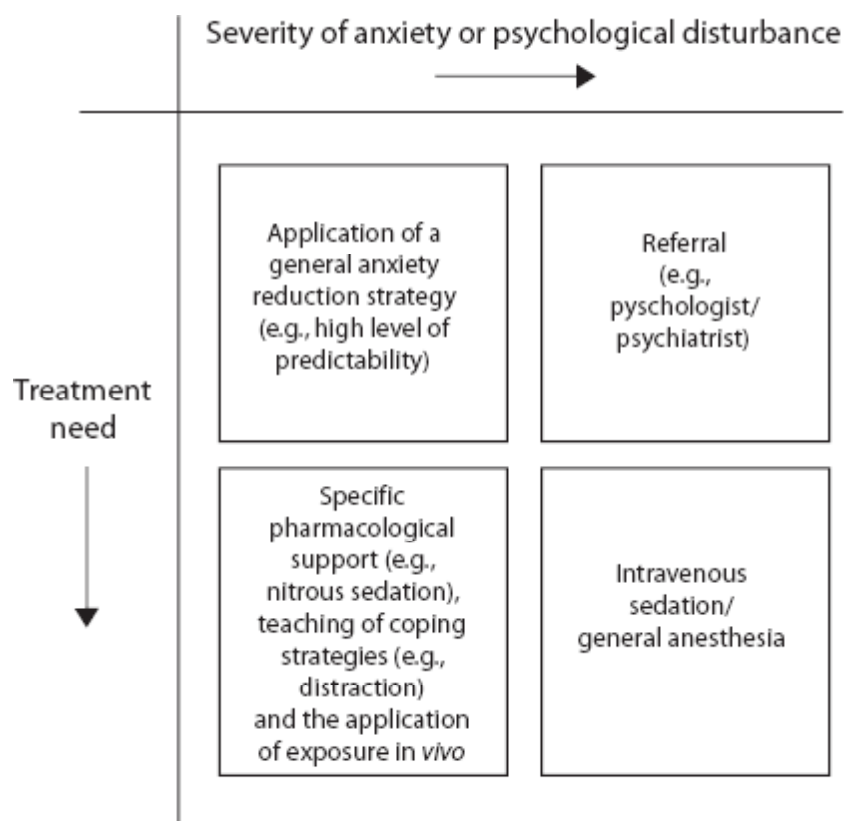 Severity of anxiety or psychological disturbance
Application of a
general anxiety
reduction strategy
(e.g., high level of
predictability)
Referral
(e.g.,
pyschologist/
psychiatrist)
Treatment
need
Specific
pharmacological
support (e.g.,
nitrous sedation),
teaching of coping
strategies (e.g.,
distraction)
and the application
of exposure in vivo
Intravenous
sedation/
general anesthesia